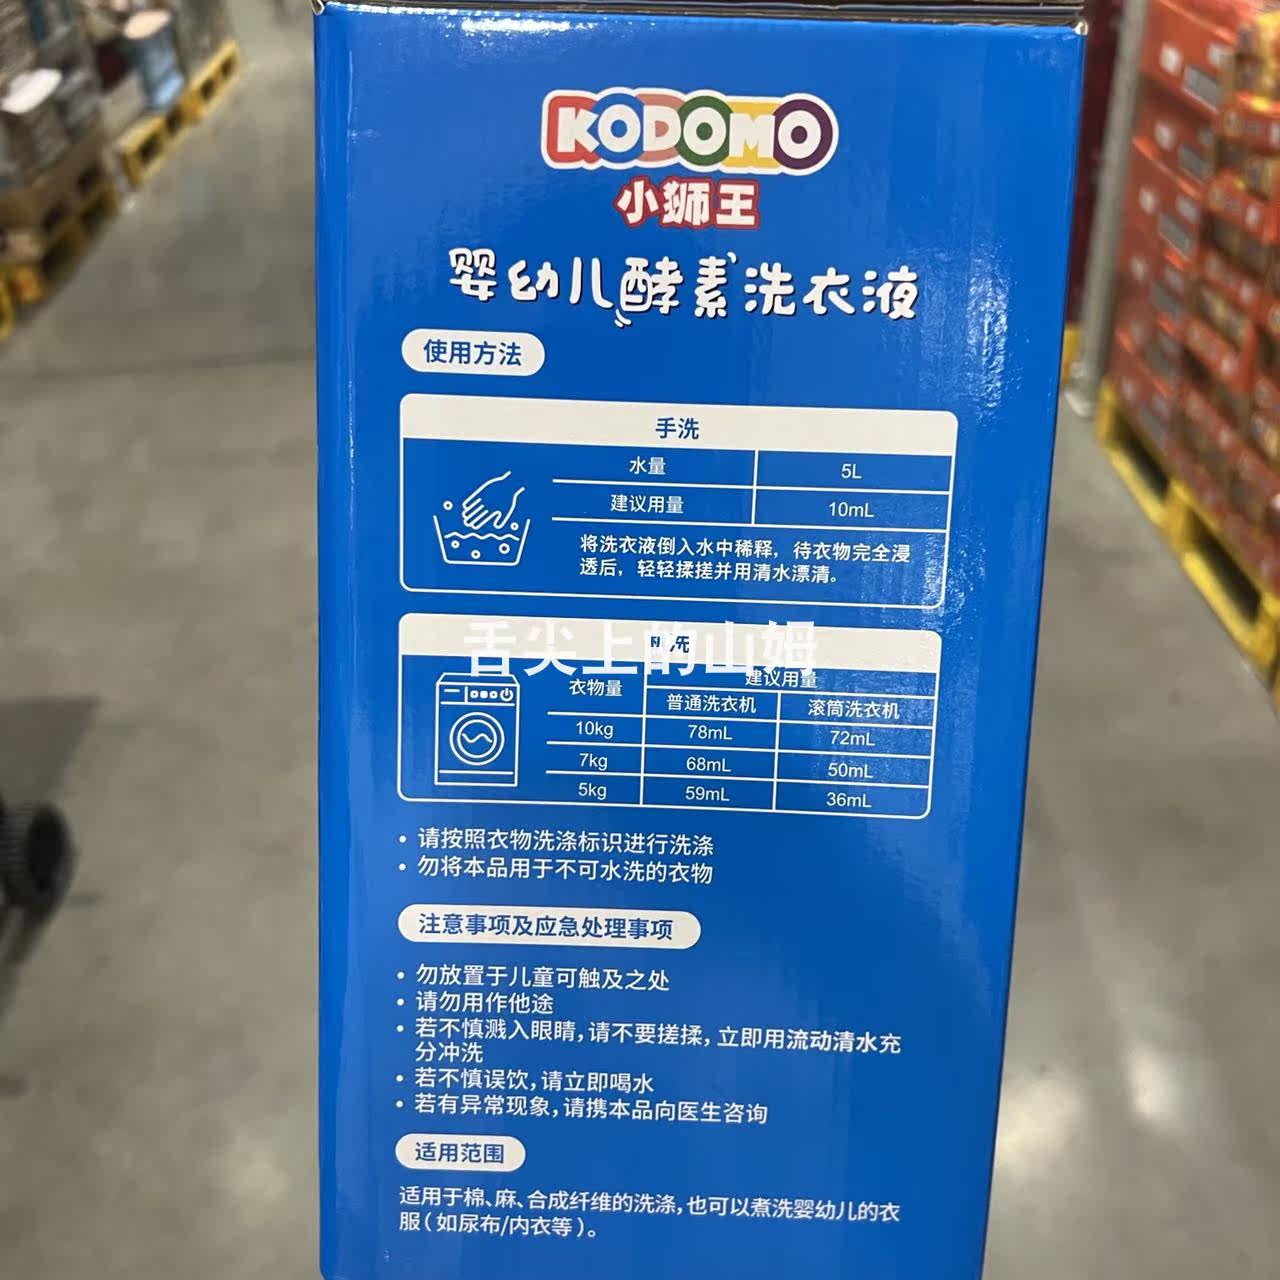 KODOMO
小狮王
婴幼儿酵素洗衣液
使用方法
手洗
水量 5L
建议用量 10mL
将洗衣液倒入水中稀释，待衣物完全浸
透后，轻轻揉搓并用清水漂清。
机洗
舌尖上的山姆
衣物量 建议用量
普通洗衣机 滚筒洗衣机
10kg 78mL 72mL
7kg 68mL 50mL
5kg 59mL 36mL
• 请按照衣物洗涤标识进行洗涤
• 勿将本品用于不可水洗的衣物
注意事项及应急处理事项
• 勿放置于儿童可触及之处
• 请勿用作他途
• 若不慎溅入眼睛，请不要搓揉，立即用流动清水充
分冲洗
• 若不慎误饮，请立即喝水
• 若有异常现象，请携本品向医生咨询
适用范围
适用于棉、麻、合成纤维的洗涤，也可以煮洗婴幼儿的衣
服（如尿布/内衣等）。